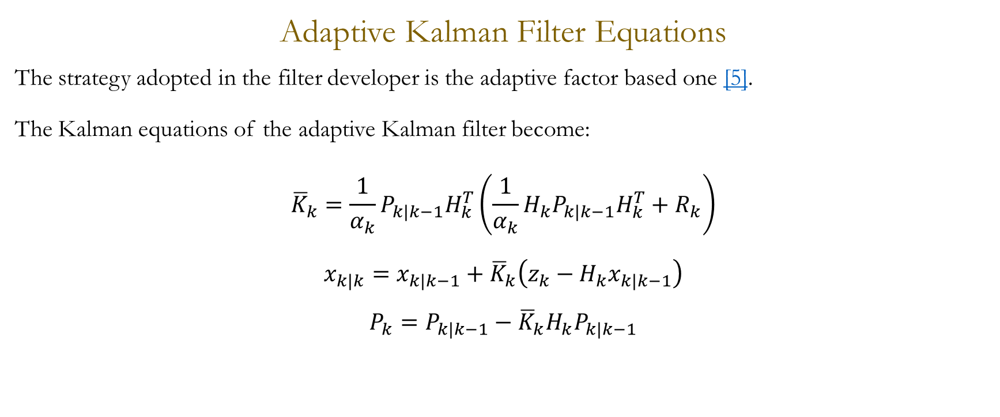 Adaptive Kalman Filter Equations
The strategy adopted in the filter developer is the adaptive factor based one [5].
The Kalman equations of the adaptive Kalman filter become:
$\overline{K}_k = \frac{1}{\alpha_k} P_{k|k-1} H_k^T \left( \frac{1}{\alpha_k} H_k P_{k|k-1} H_k^T + R_k \right)$
$x_{k|k} = x_{k|k-1} + \overline{K}_k \left( z_k - H_k x_{k|k-1} \right)$
$P_k = P_{k|k-1} - \overline{K}_k H_k P_{k|k-1}$